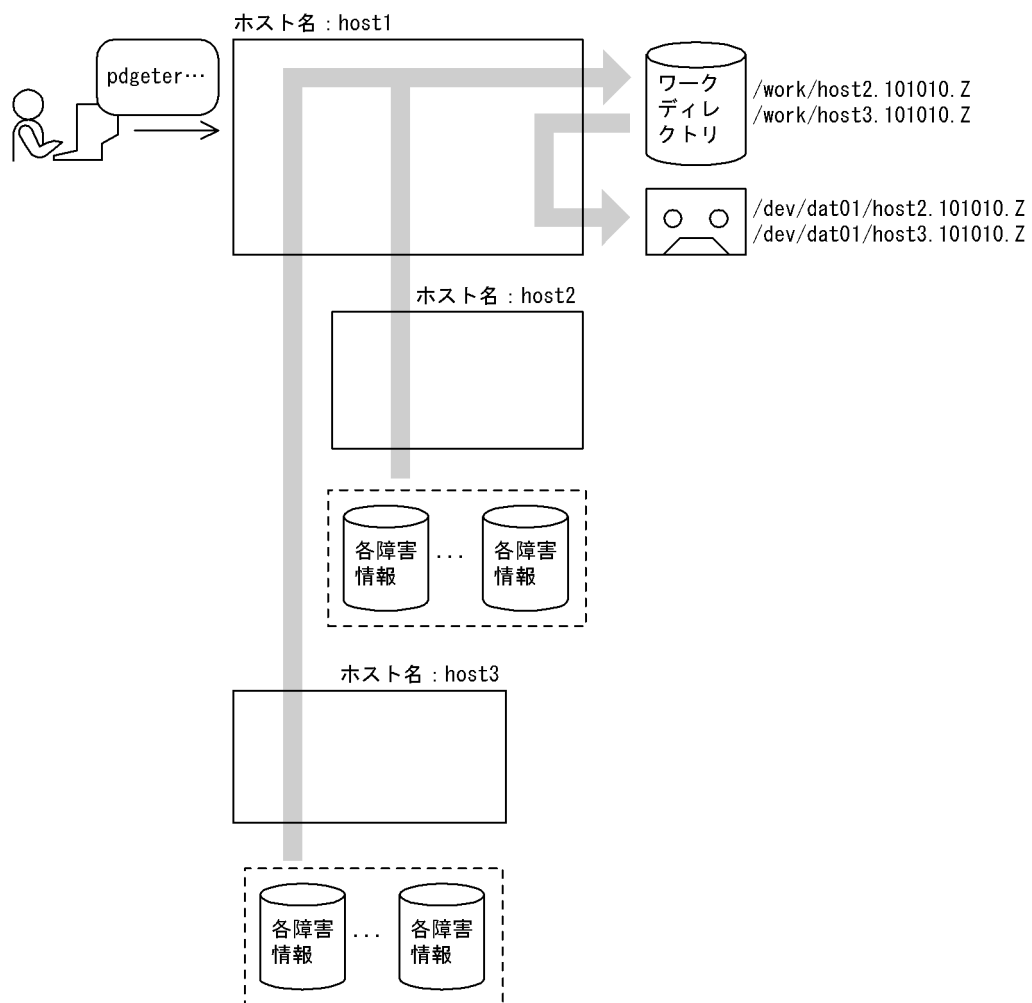 ホスト名：host1
pdgeter…
ワーク
ディレ
クトリ
/work/host2.101010.Z
/work/host3.101010.Z
/dev/dat01/host2.101010.Z
/dev/dat01/host3.101010.Z
ホスト名：host2
各障害
情報
...
各障害
情報
ホスト名：host3
各障害
情報
...
各障害
情報